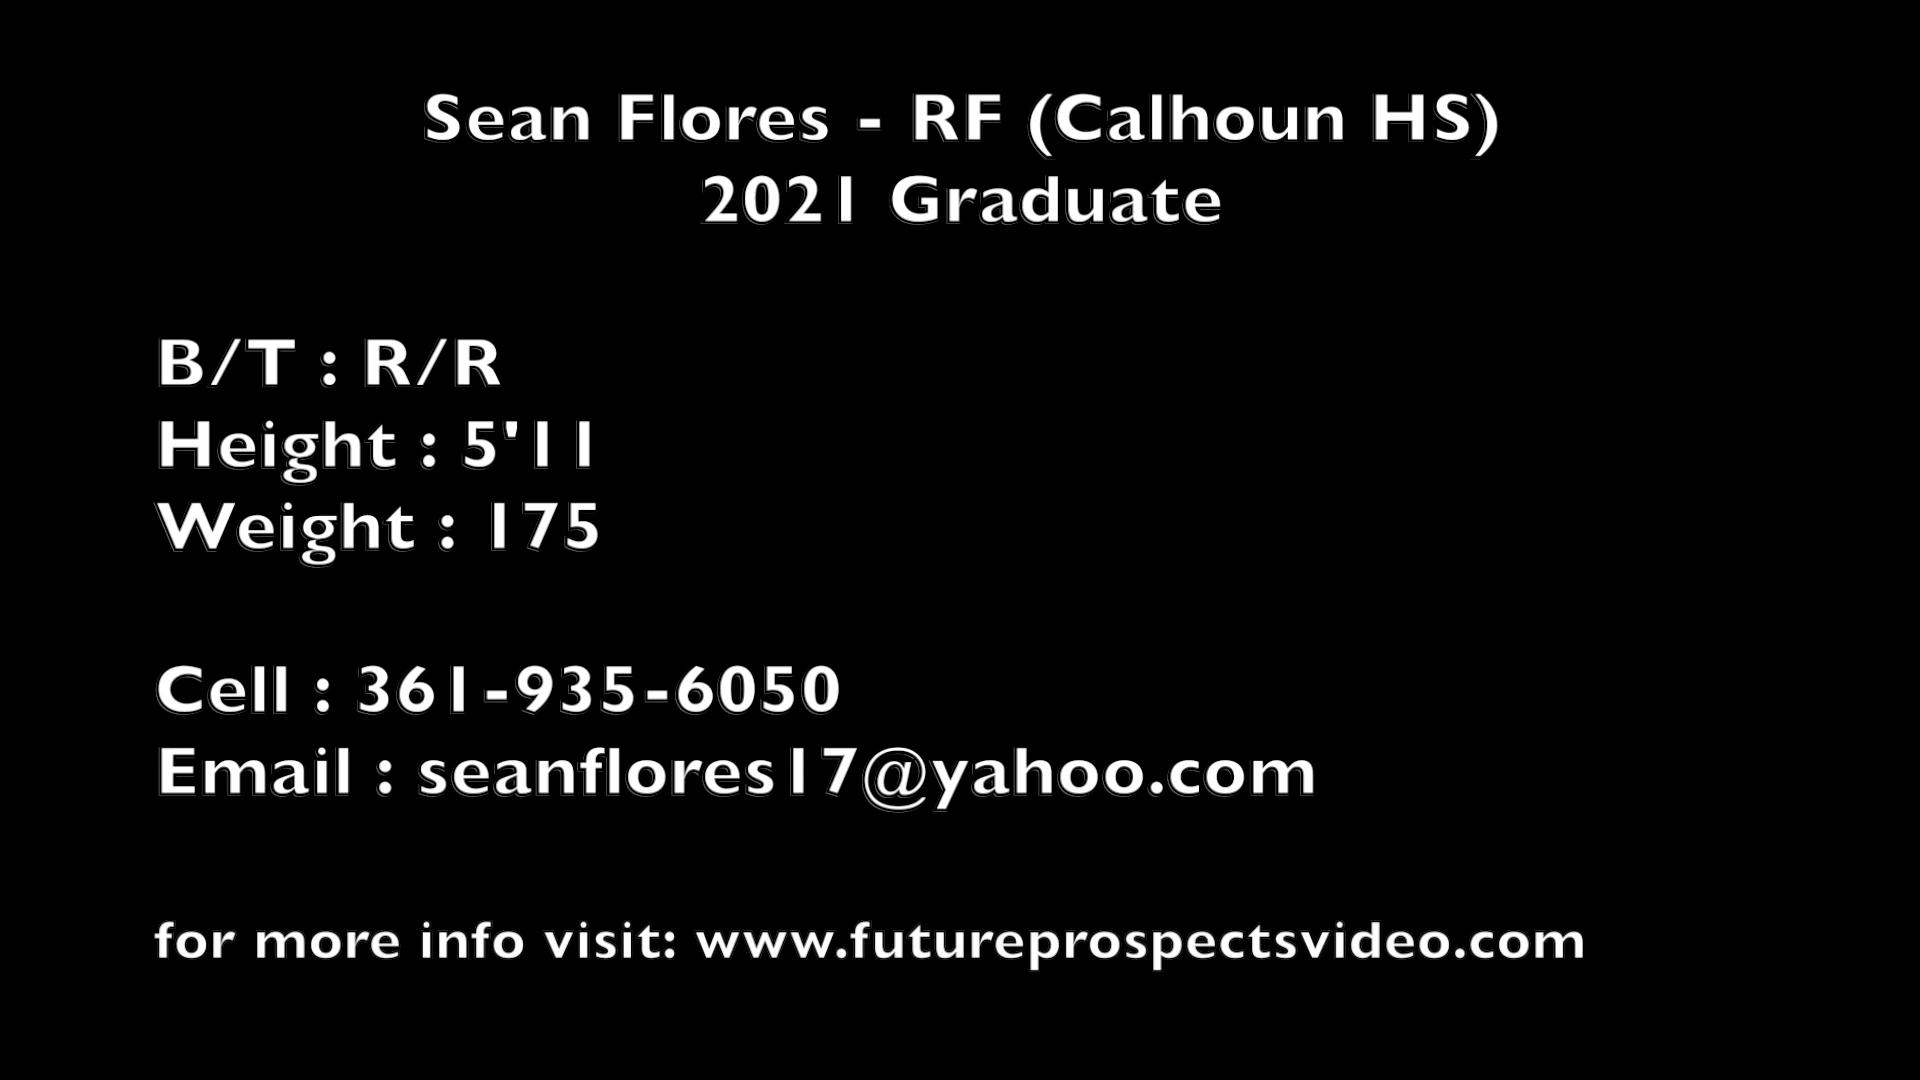 Sean Flores - RF (Calhoun HS)
2021 Graduate
B/T : R/R
Height : 5'11
Weight : 175
Cell : 361-935-6050
Email : seanflores17@yahoo.com
for more info visit: www.futureprospectsvideo.com